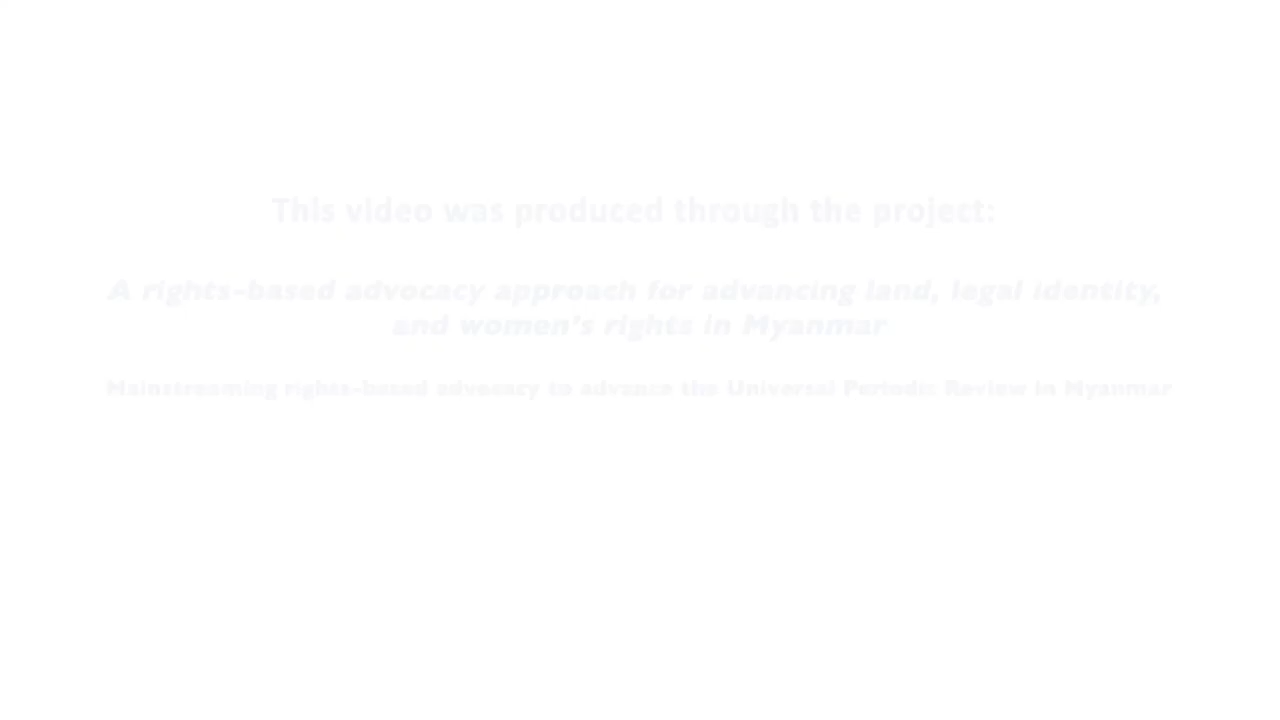 This video was produced through the project:
A rights-based advocacy approach for advancing land, legal identity,
and women's rights in Myanmar
Mainstreaming rights-based advocacy to advance the Universal Periodic Review in Myanmar